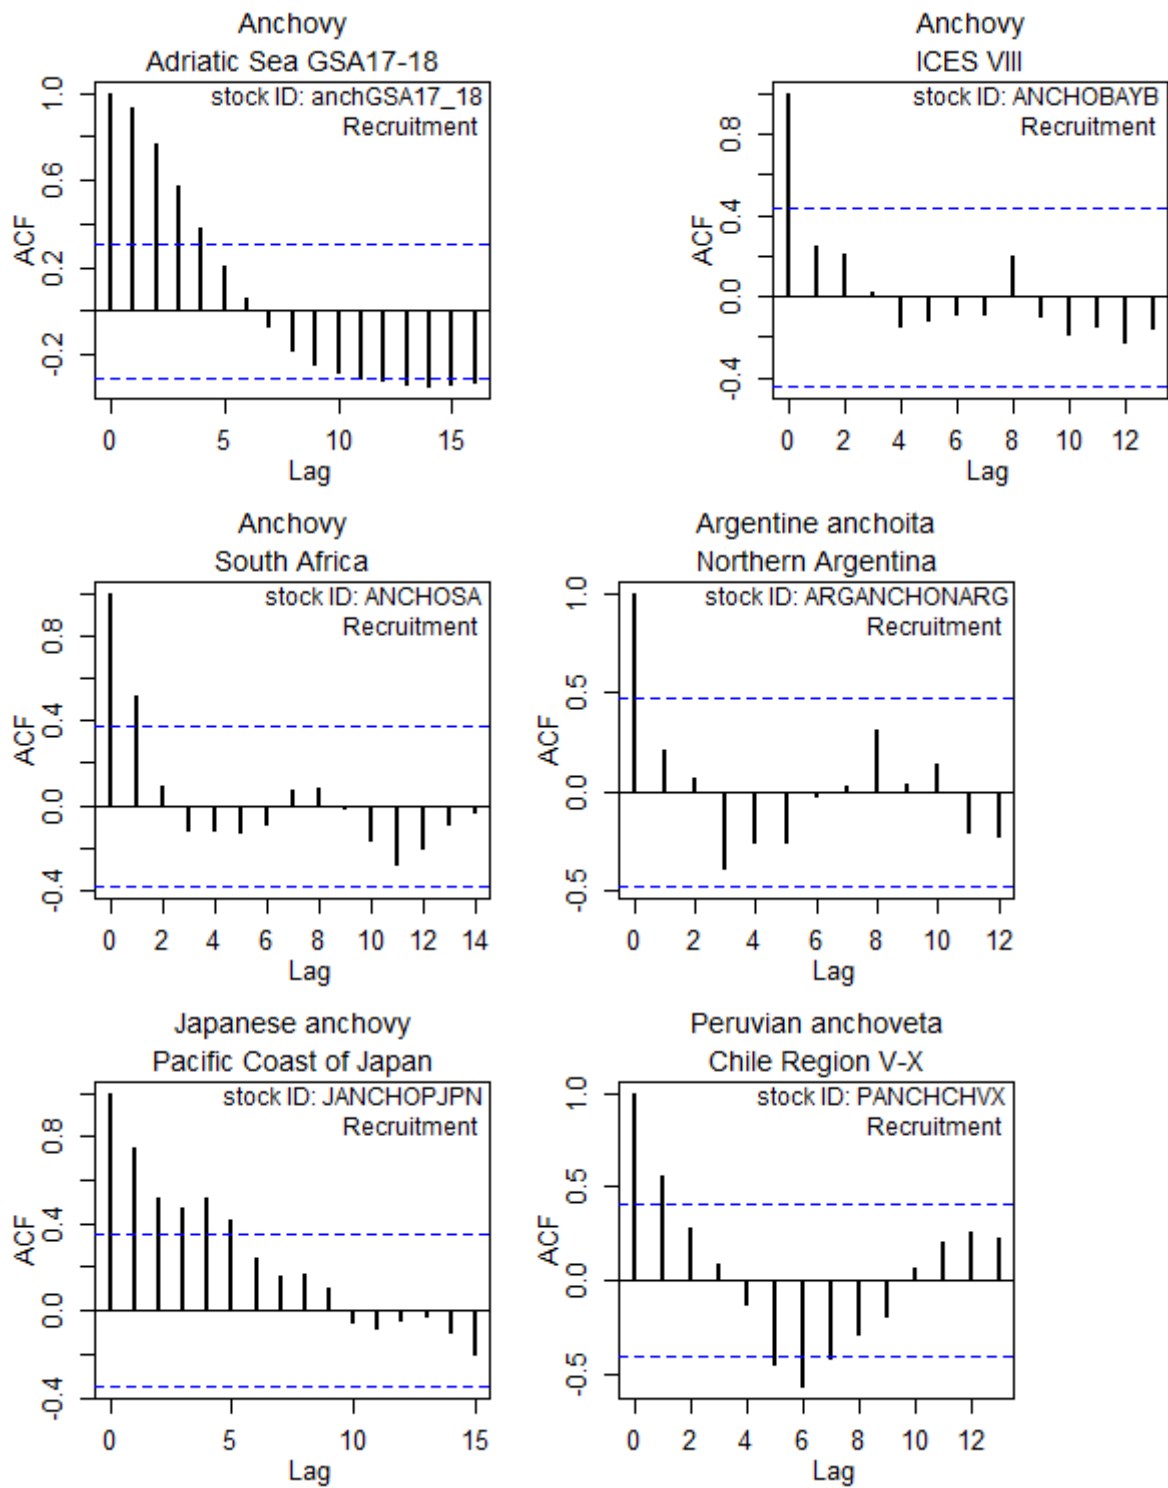 Anchovy
Adriatic Sea GSA17-18
stock ID: anchGSA17_18
Recruitment
ACF
1.0
0.6
0.2
-0.2
0 5 10 15
Lag
Anchovy
ICES VIII
stock ID: ANCHOBAYB
Recruitment
ACF
0.8
0.4
0.0
-0.4
0 2 4 6 8 10 12
Lag
Anchovy
South Africa
stock ID: ANCHOSA
Recruitment
ACF
0.8
0.4
0.0
-0.4
0 2 4 6 8 10 12 14
Lag
Argentine anchoita
Northern Argentina
stock ID: ARGANCHONARG
Recruitment
ACF
1.0
0.5
0.0
-0.5
0 2 4 6 8 10 12
Lag
Japanese anchovy
Pacific Coast of Japan
stock ID: JANCHOPJPN
Recruitment
ACF
0.8
0.4
0.0
-0.4
0 5 10 15
Lag
Peruvian anchoveta
Chile Region V-X
stock ID: PANCHCHVX
Recruitment
ACF
1.0
0.5
0.0
-0.5
0 2 4 6 8 10 12
Lag